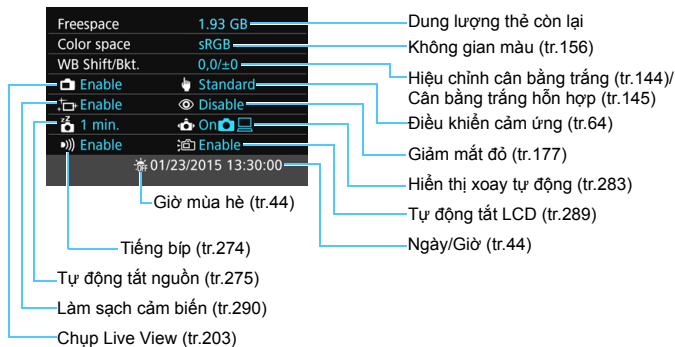 Freespace 1.93 GB
Color space sRGB
WB Shift/Bkt. 0,0/±0
Enable Standard
Enable Disable
1 min. On
Enable Enable
01/23/2015 13:30:00
Dung lượng thẻ còn lại
Không gian màu (tr.156)
Hiệu chỉnh cân bằng trắng (tr.144)/
Cân bằng trắng hỗn hợp (tr.145)
Điều khiển cảm ứng (tr.64)
Giảm mắt đỏ (tr.177)
Hiển thị xoay tự động (tr.283)
Tự động tắt LCD (tr.289)
Ngày/Giờ (tr.44)
Giờ mùa hè (tr.44)
Tiếng bíp (tr.274)
Tự động tắt nguồn (tr.275)
Làm sạch cảm biến (tr.290)
Chụp Live View (tr.203)